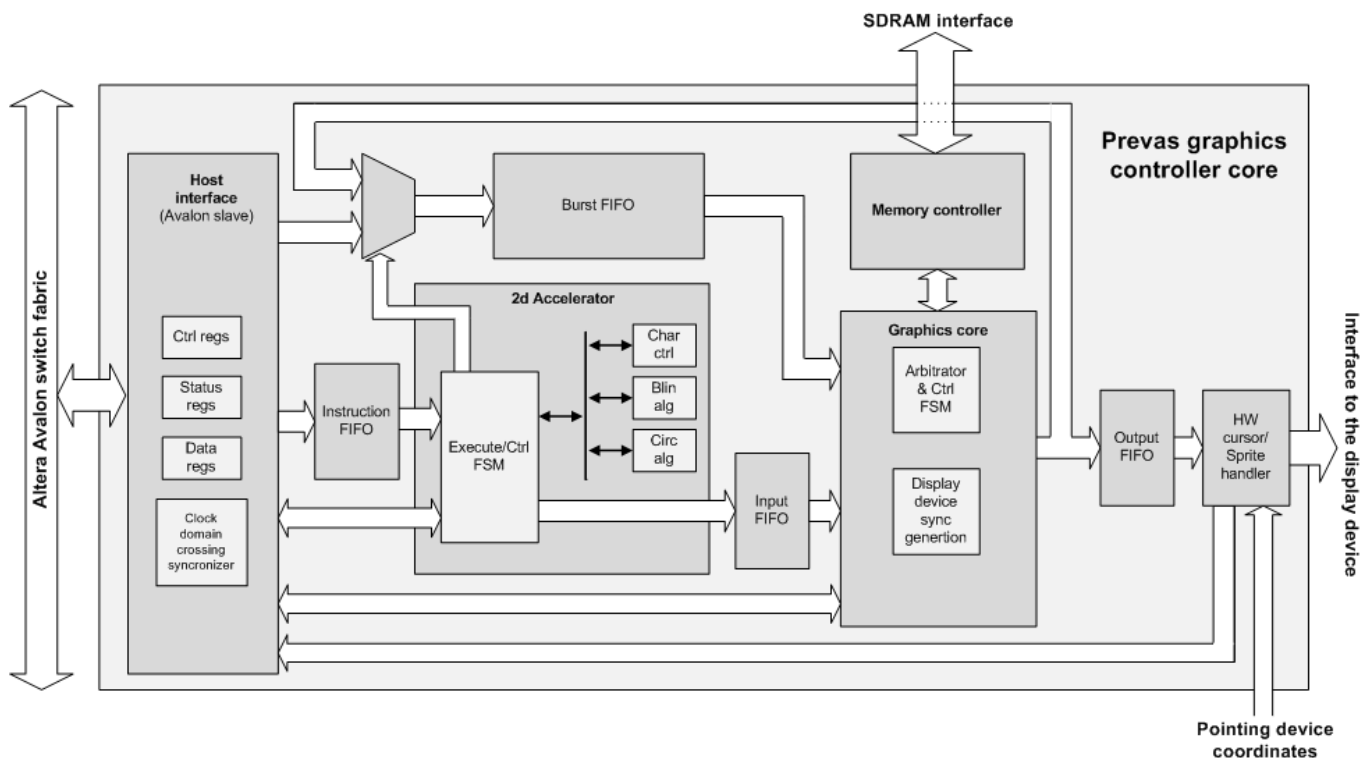 SDRAM interface
Prevas graphics
controller core
Altera Avalon switch fabric
Host
interface
(Avalon slave)
Ctrl regs
Status
regs
Data
regs
Clock
domain
crossing
syncronizer
Burst FIFO
Memory controller
2d Accelerator
Instruction
FIFO
Execute/Ctrl
FSM
Char
ctrl
Blin
alg
Circ
alg
Input
FIFO
Graphics core
Arbitrator
& Ctrl
FSM
Display
device
sync
genertion
Output
FIFO
HW
cursor/
Sprite
handler
Interface to the display device
Pointing device
coordinates